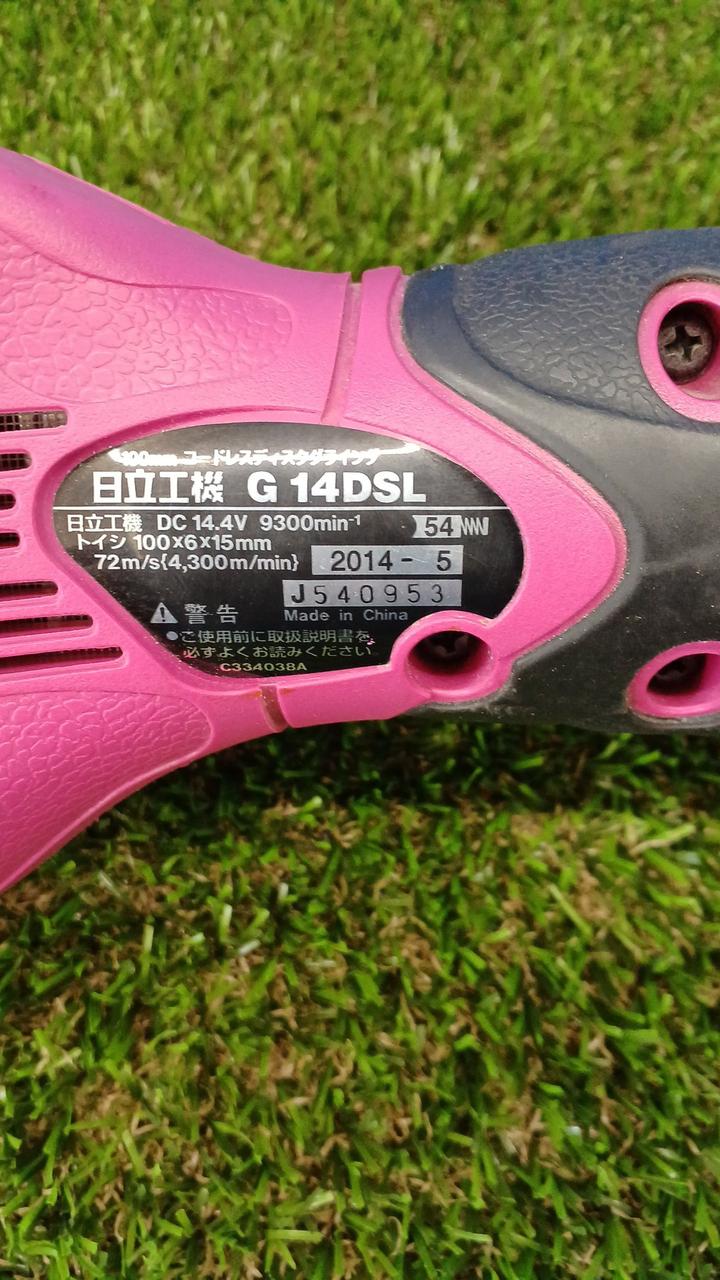 100mm コードレスディスクグラインダ
日立工機 G 14DSL
日立工機 DC 14.4V 9300min⁻¹ 54 NNN
トイシ 100x6x15mm
72m/s{4,300m/min} 2014- 5
J540953
⚠ 警告 Made in China
●ご使用前に取扱説明書を
必ずよくお読みください。
C334038A